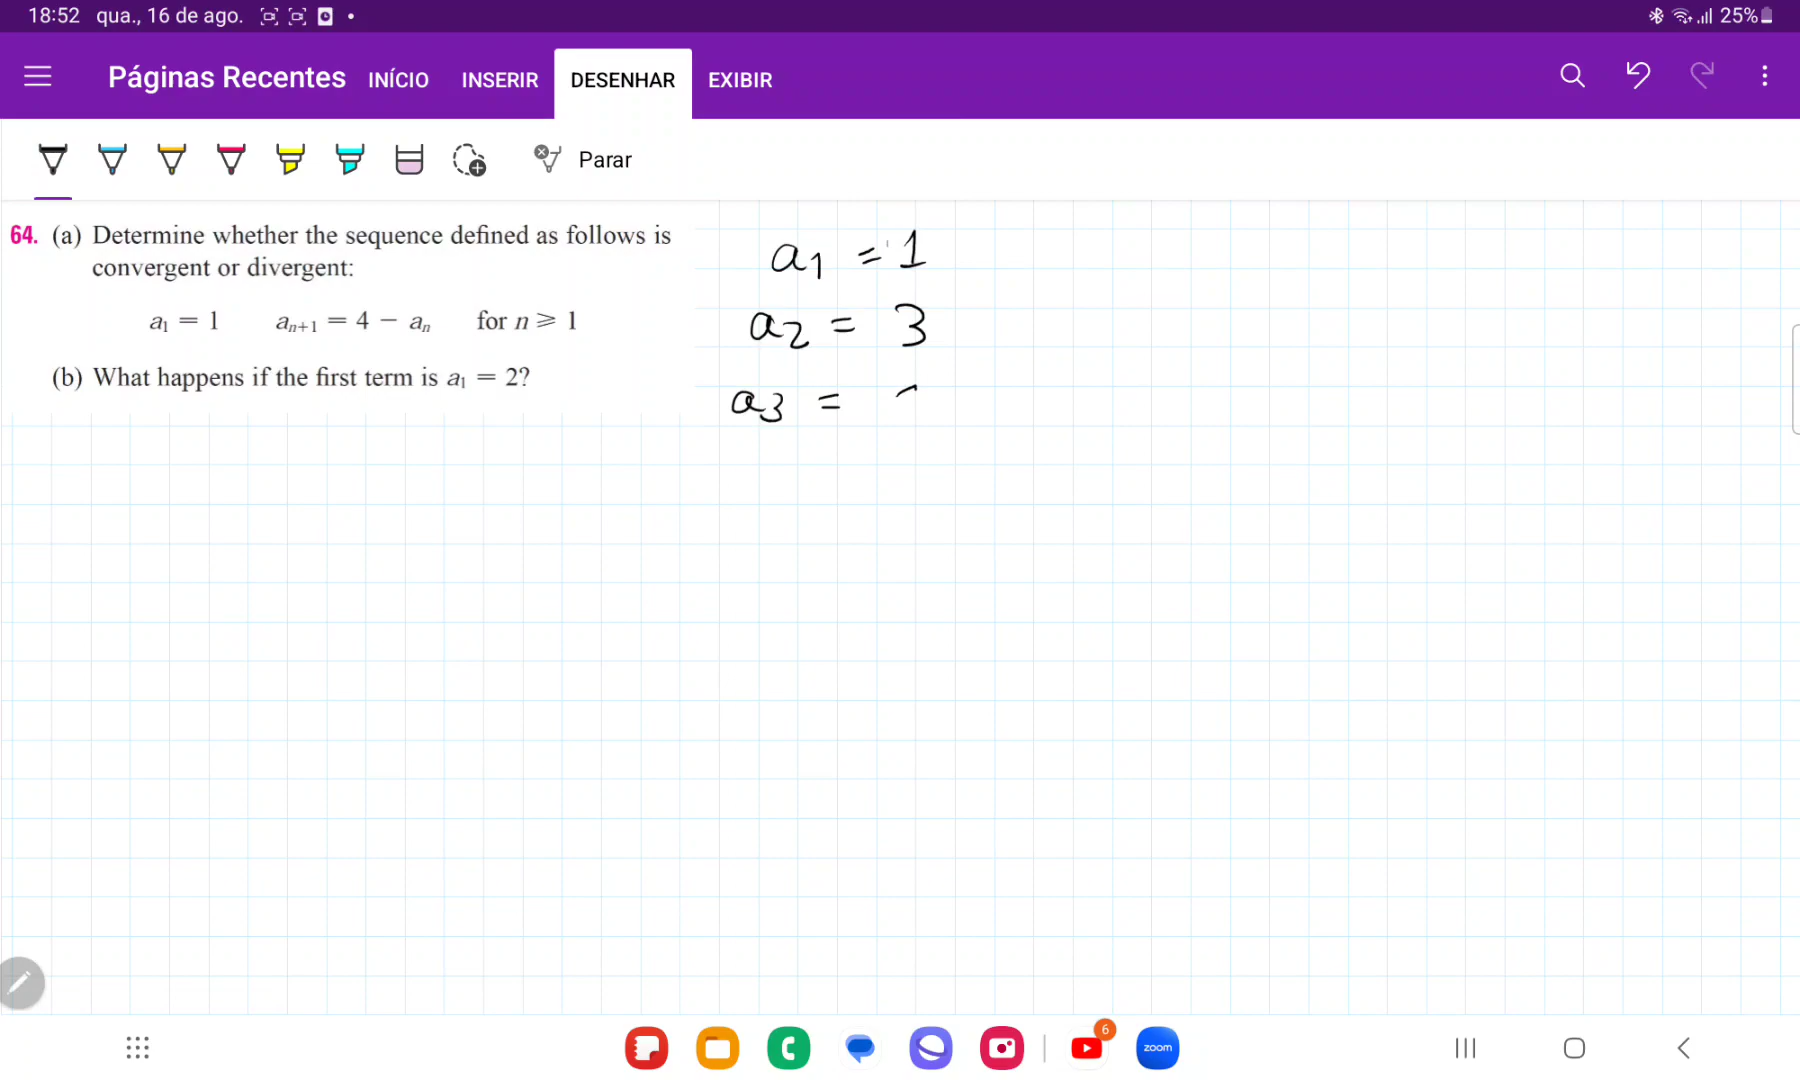 18:52 qua., 16 de ago. 25%
Páginas Recentes INÍCIO INSERIR DESENHAR EXIBIR
Parar
64. (a) Determine whether the sequence defined as follows is
convergent or divergent:
a₁ = 1 aₙ₊₁ = 4 − aₙ for n ⩾ 1
(b) What happens if the first term is a₁ = 2?
a₁ = 1
a₂ = 3
a₃ =
6
zoom